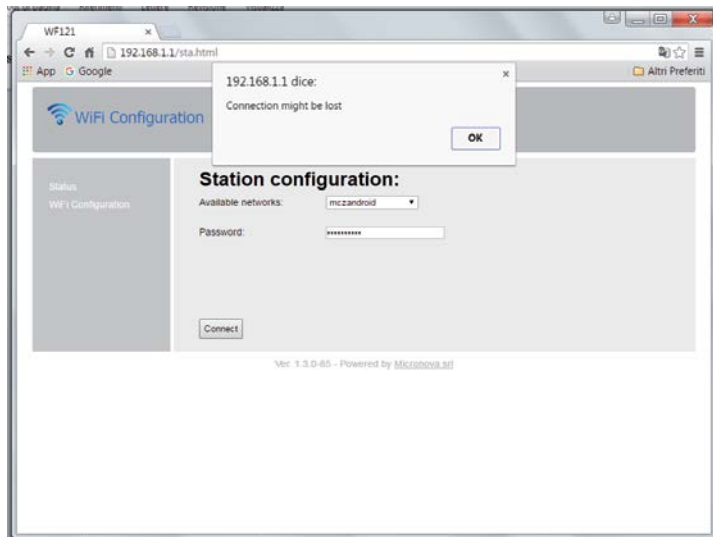 WF121
192.168.1.1/sta.html
App Google Altri Preferiti
192.168.1.1 dice:
Connection might be lost
OK
WiFi Configuration
Status
WiFi Configuration
Station configuration:
Available networks: mczandroid
Password: ••••••••••
Connect
Ver. 1.3.0-65 - Powered by Micronova srl